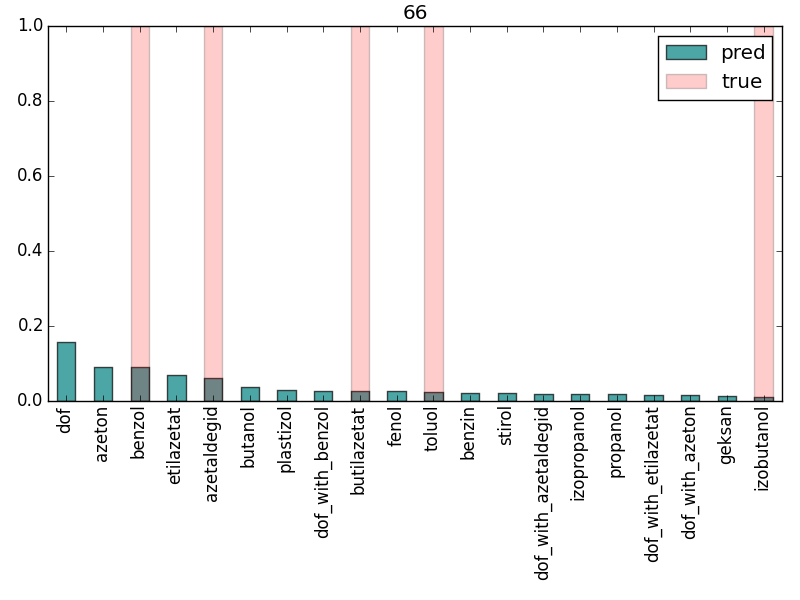 66
pred
true
1.0
0.8
0.6
0.4
0.2
0.0
dof
azeton
benzol
etilazetat
azetaldegid
butanol
plastizol
dof_with_benzol
butilazetat
fenol
toluol
benzin
stirol
dof_with_azetaldegid
izopropanol
propanol
dof_with_etilazetat
dof_with_azeton
geksan
izobutanol